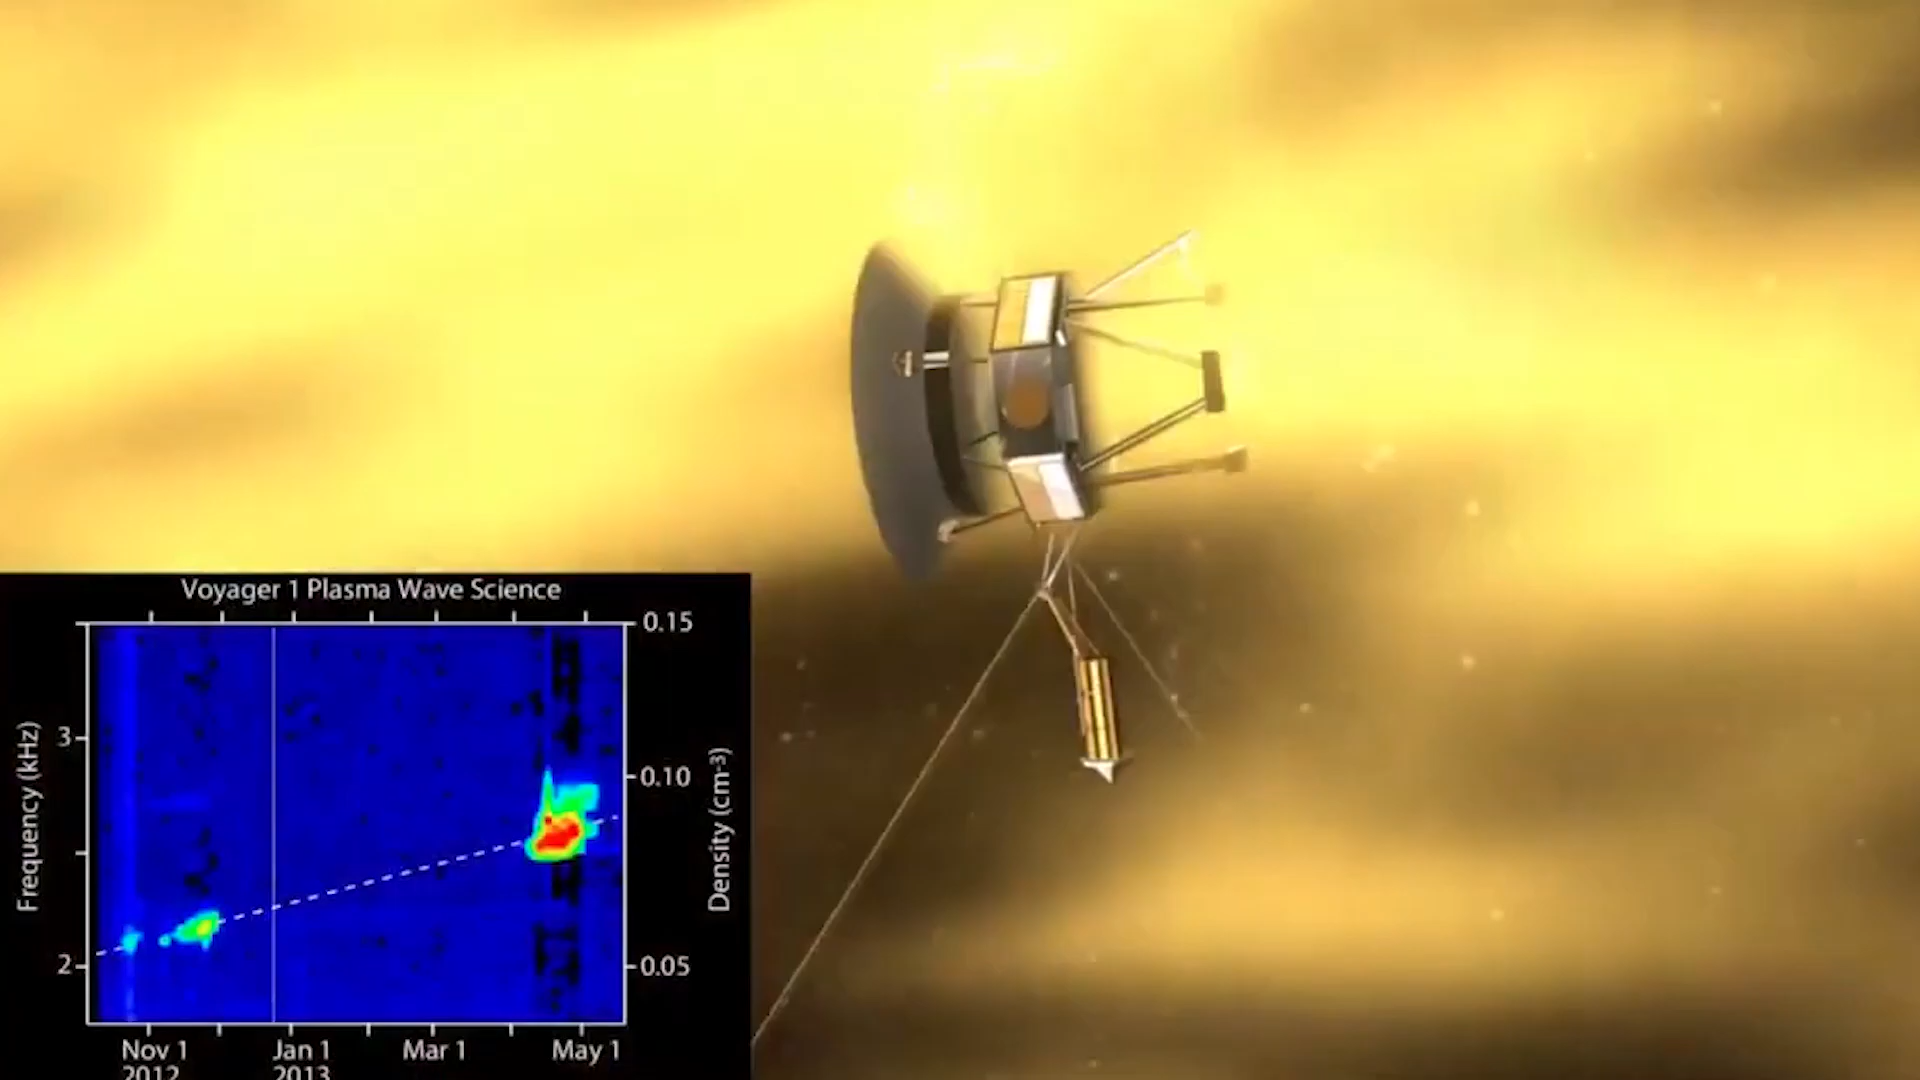 Voyager 1 Plasma Wave Science
Frequency (kHz)
3
2
0.15
0.10
0.05
Density (cm-3)
Nov 1 Jan 1 Mar 1 May 1
2012 2013